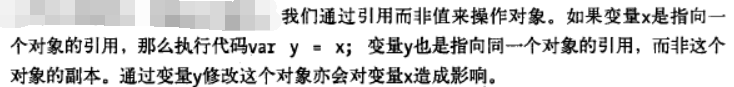 我们通过引用而非值来操作对象。如果变量x是指向一
个对象的引用，那么执行代码var y = x; 变量y也是指向同一个对象的引用，而非这个
对象的副本。通过变量y修改这个对象亦会对变量x造成影响。